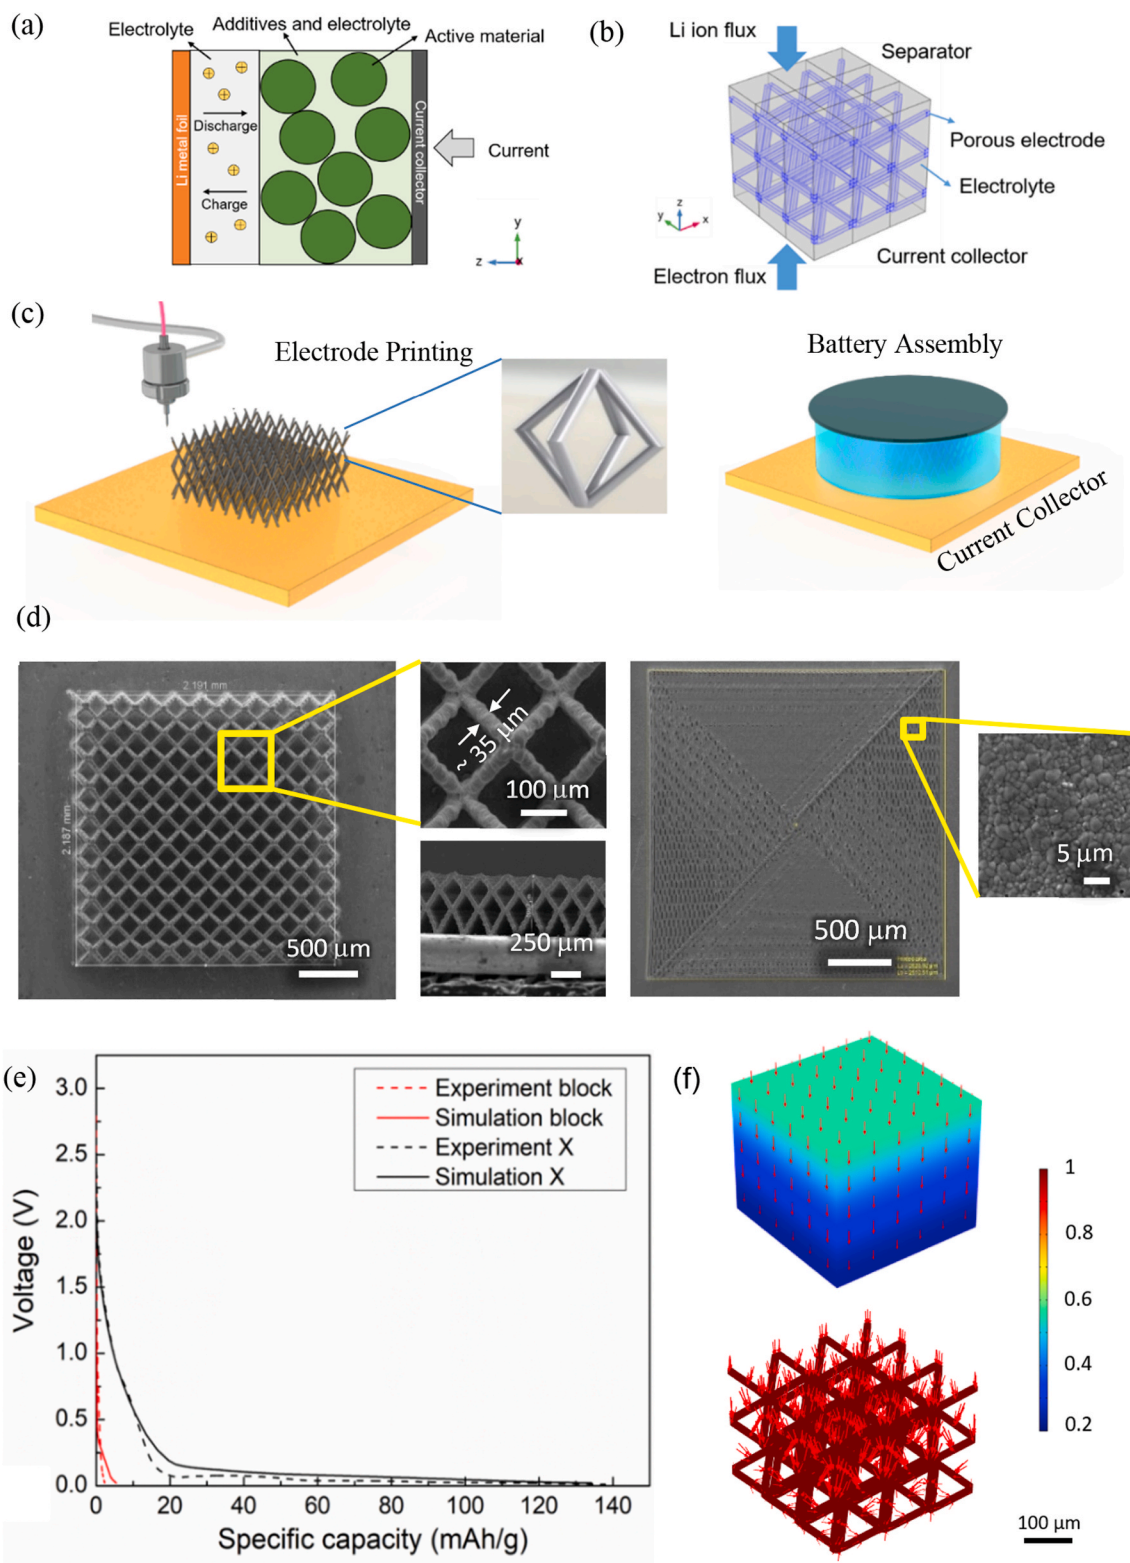 (a)
Electrolyte
Additives and electrolyte
Active material
Li metal foil
Discharge
Charge
Current collector
Current
y
z
x
(b)
Li ion flux
Separator
Porous electrode
Electrolyte
z
y
x
Current collector
Electron flux
(c)
Electrode Printing
Battery Assembly
Current Collector
(d)
2.191 mm
2.187 mm
500 µm
~ 35 µm
100 µm
250 µm
500 µm
5 µm
(e)
Voltage (V)
3.0
2.5
2.0
1.5
1.0
0.5
0.0
Experiment block
Simulation block
Experiment X
Simulation X
0 20 40 60 80 100 120 140
Specific capacity (mAh/g)
(f)
1
0.8
0.6
0.4
0.2
100 µm